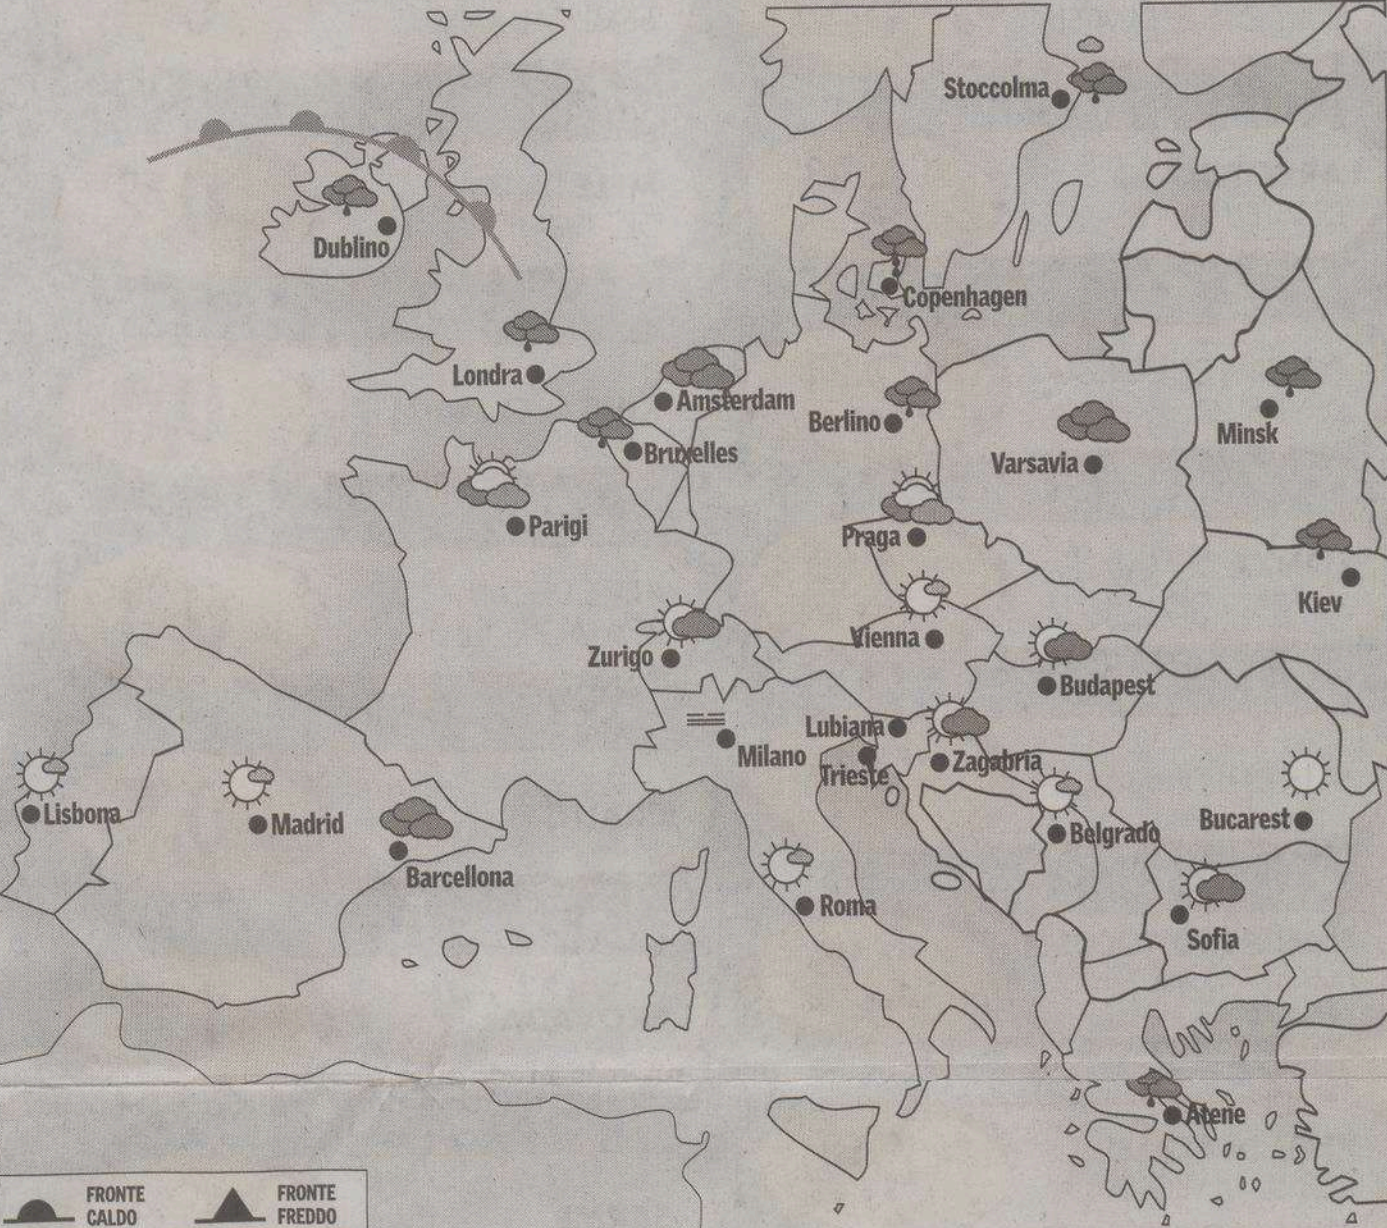 Stoccolma
Dublino
Copenhagen
Londra
Amsterdam
Berlino
Minsk
Bruxelles
Varsavia
Parigi
Praga
Kiev
Vienna
Zurigo
Budapest
Lubiana
Milano
Zagabria
Trieste
Lisbona
Madrid
Belgrado
Bucarest
Barcellona
Roma
Sofia
Atene
FRONTE
CALDO
FRONTE
FREDDO